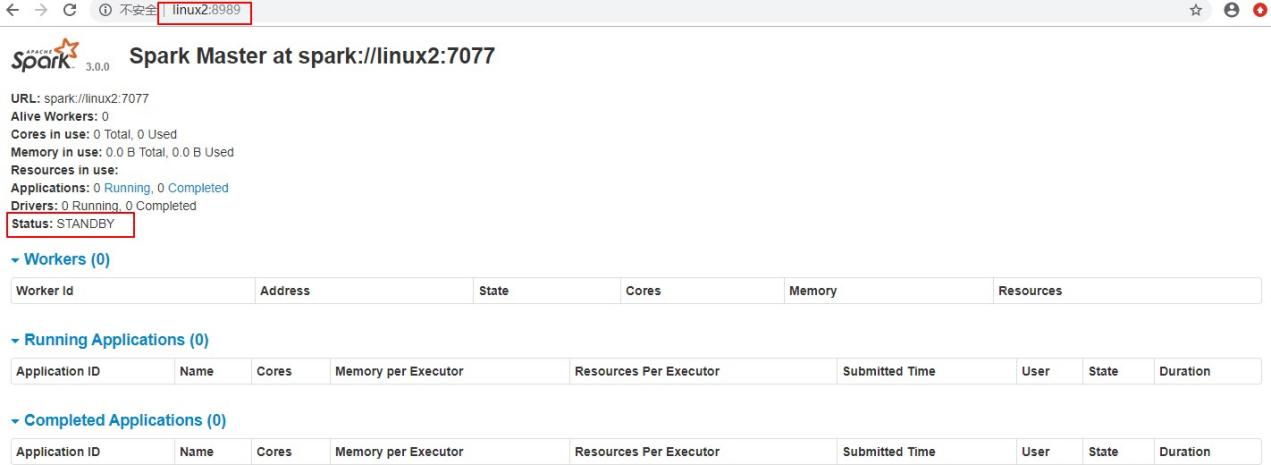 不安全 linux2:8989
APACHE Spark 3.0.0 Spark Master at spark://linux2:7077
URL: spark://linux2:7077
Alive Workers: 0
Cores in use: 0 Total, 0 Used
Memory in use: 0.0 B Total, 0.0 B Used
Resources in use:
Applications: 0 Running, 0 Completed
Drivers: 0 Running, 0 Completed
Status: STANDBY
Workers (0)
Worker Id Address State Cores Memory Resources
Running Applications (0)
Application ID Name Cores Memory per Executor Resources Per Executor Submitted Time User State Duration
Completed Applications (0)
Application ID Name Cores Memory per Executor Resources Per Executor Submitted Time User State Duration